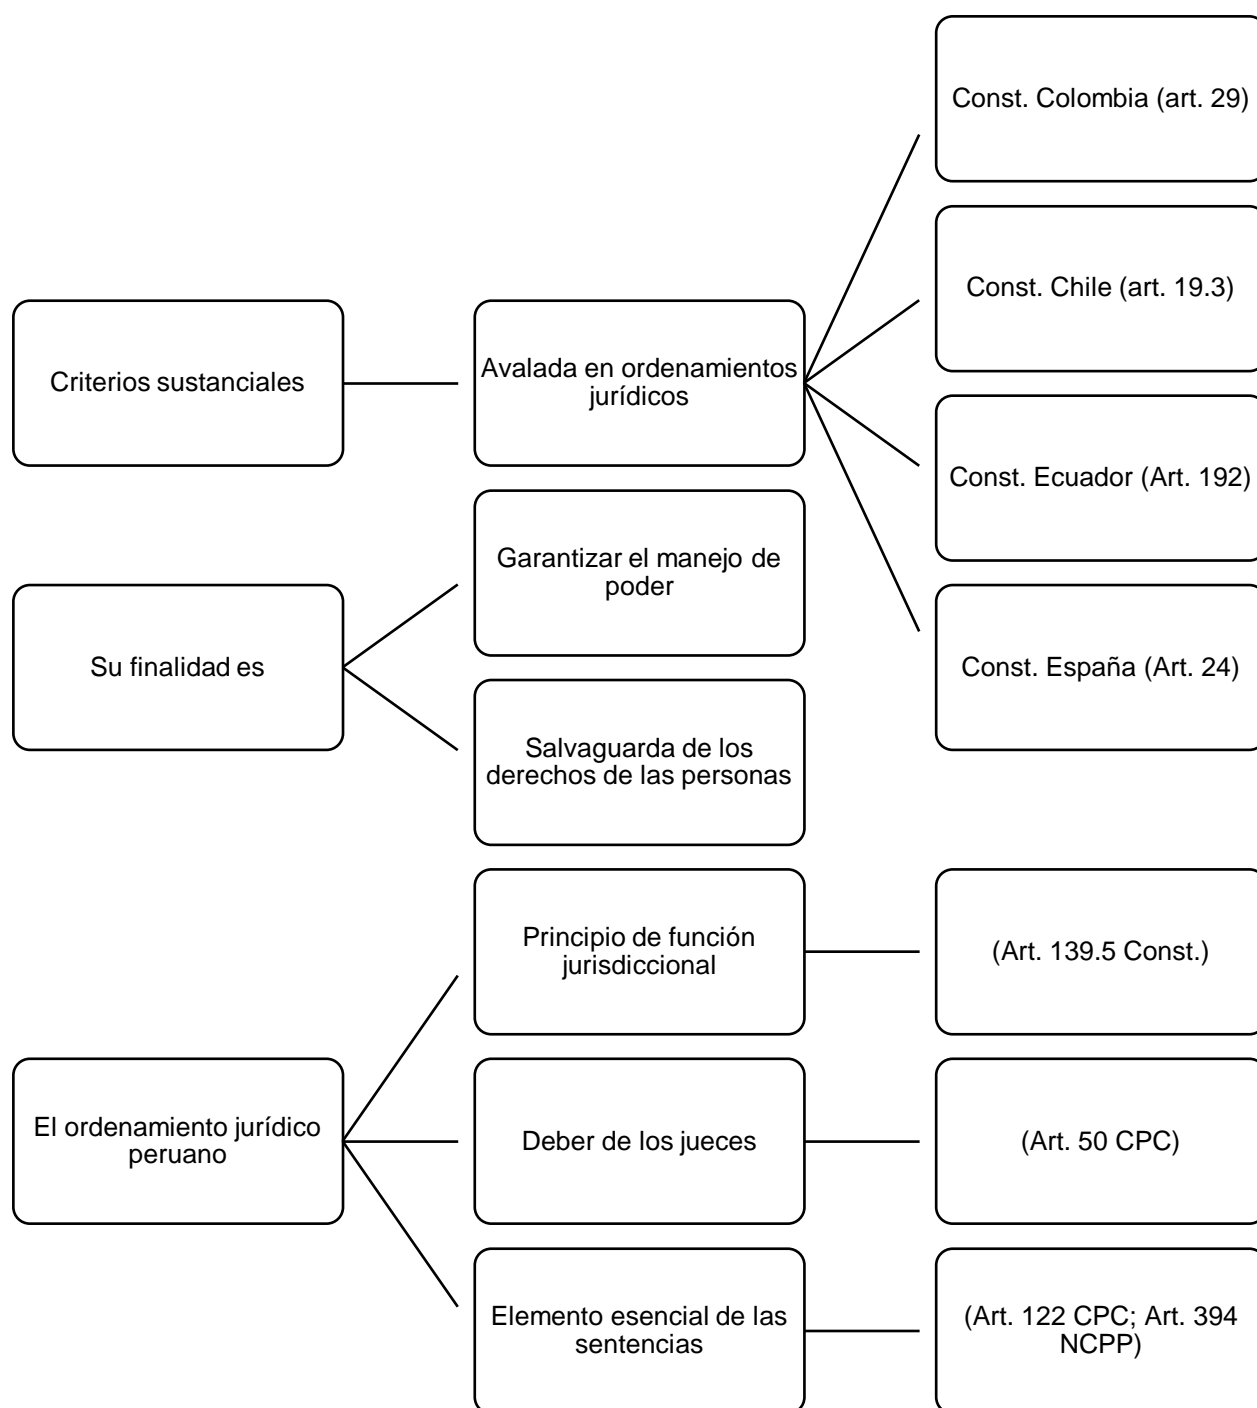 Criterios sustanciales
Avalada en ordenamientos
jurídicos
Const. Colombia (art. 29)
Const. Chile (art. 19.3)
Const. Ecuador (Art. 192)
Const. España (Art. 24)
Su finalidad es
Garantizar el manejo de
poder
Salvaguarda de los
derechos de las personas
El ordenamiento jurídico
peruano
Principio de función
jurisdiccional
(Art. 139.5 Const.)
Deber de los jueces
(Art. 50 CPC)
Elemento esencial de las
sentencias
(Art. 122 CPC; Art. 394
NCPP)